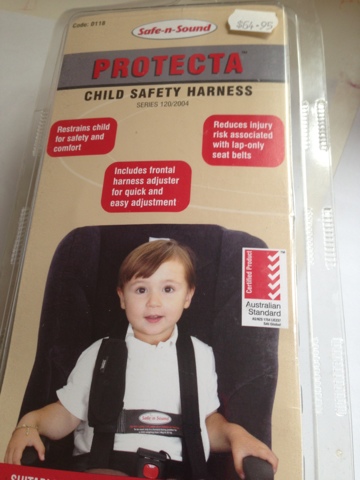 Code: 8118
$64.95
Safe-n-Sound
PROTECTA™
CHILD SAFETY HARNESS
SERIES 120/2004
Restrains child
for safety and
comfort
Reduces injury
risk associated
with lap-only
seat belts
Includes frontal
harness adjuster
for quick and
easy adjustment
Certified Product
Australian
Standard
Safe-n-Sound